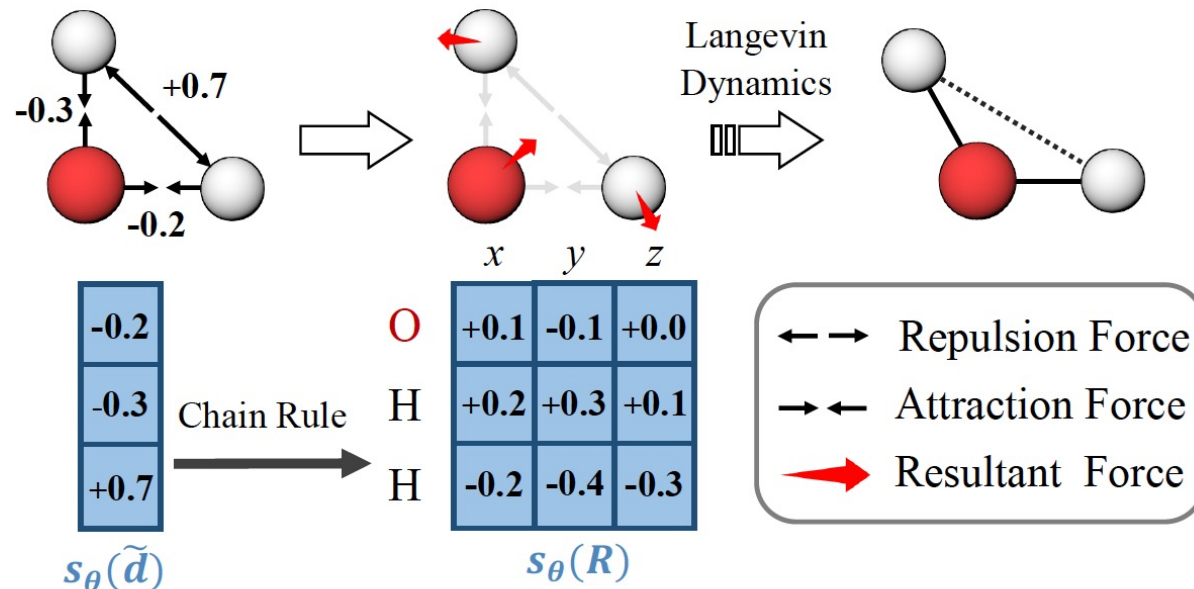 +0.7
-0.3
-0.2
Langevin
Dynamics
x y z
-0.2
-0.3
+0.7
Chain Rule
O +0.1 -0.1 +0.0
H +0.2 +0.3 +0.1
H -0.2 -0.4 -0.3
s_θ(d̃)
s_θ(R)
Repulsion Force
Attraction Force
Resultant Force